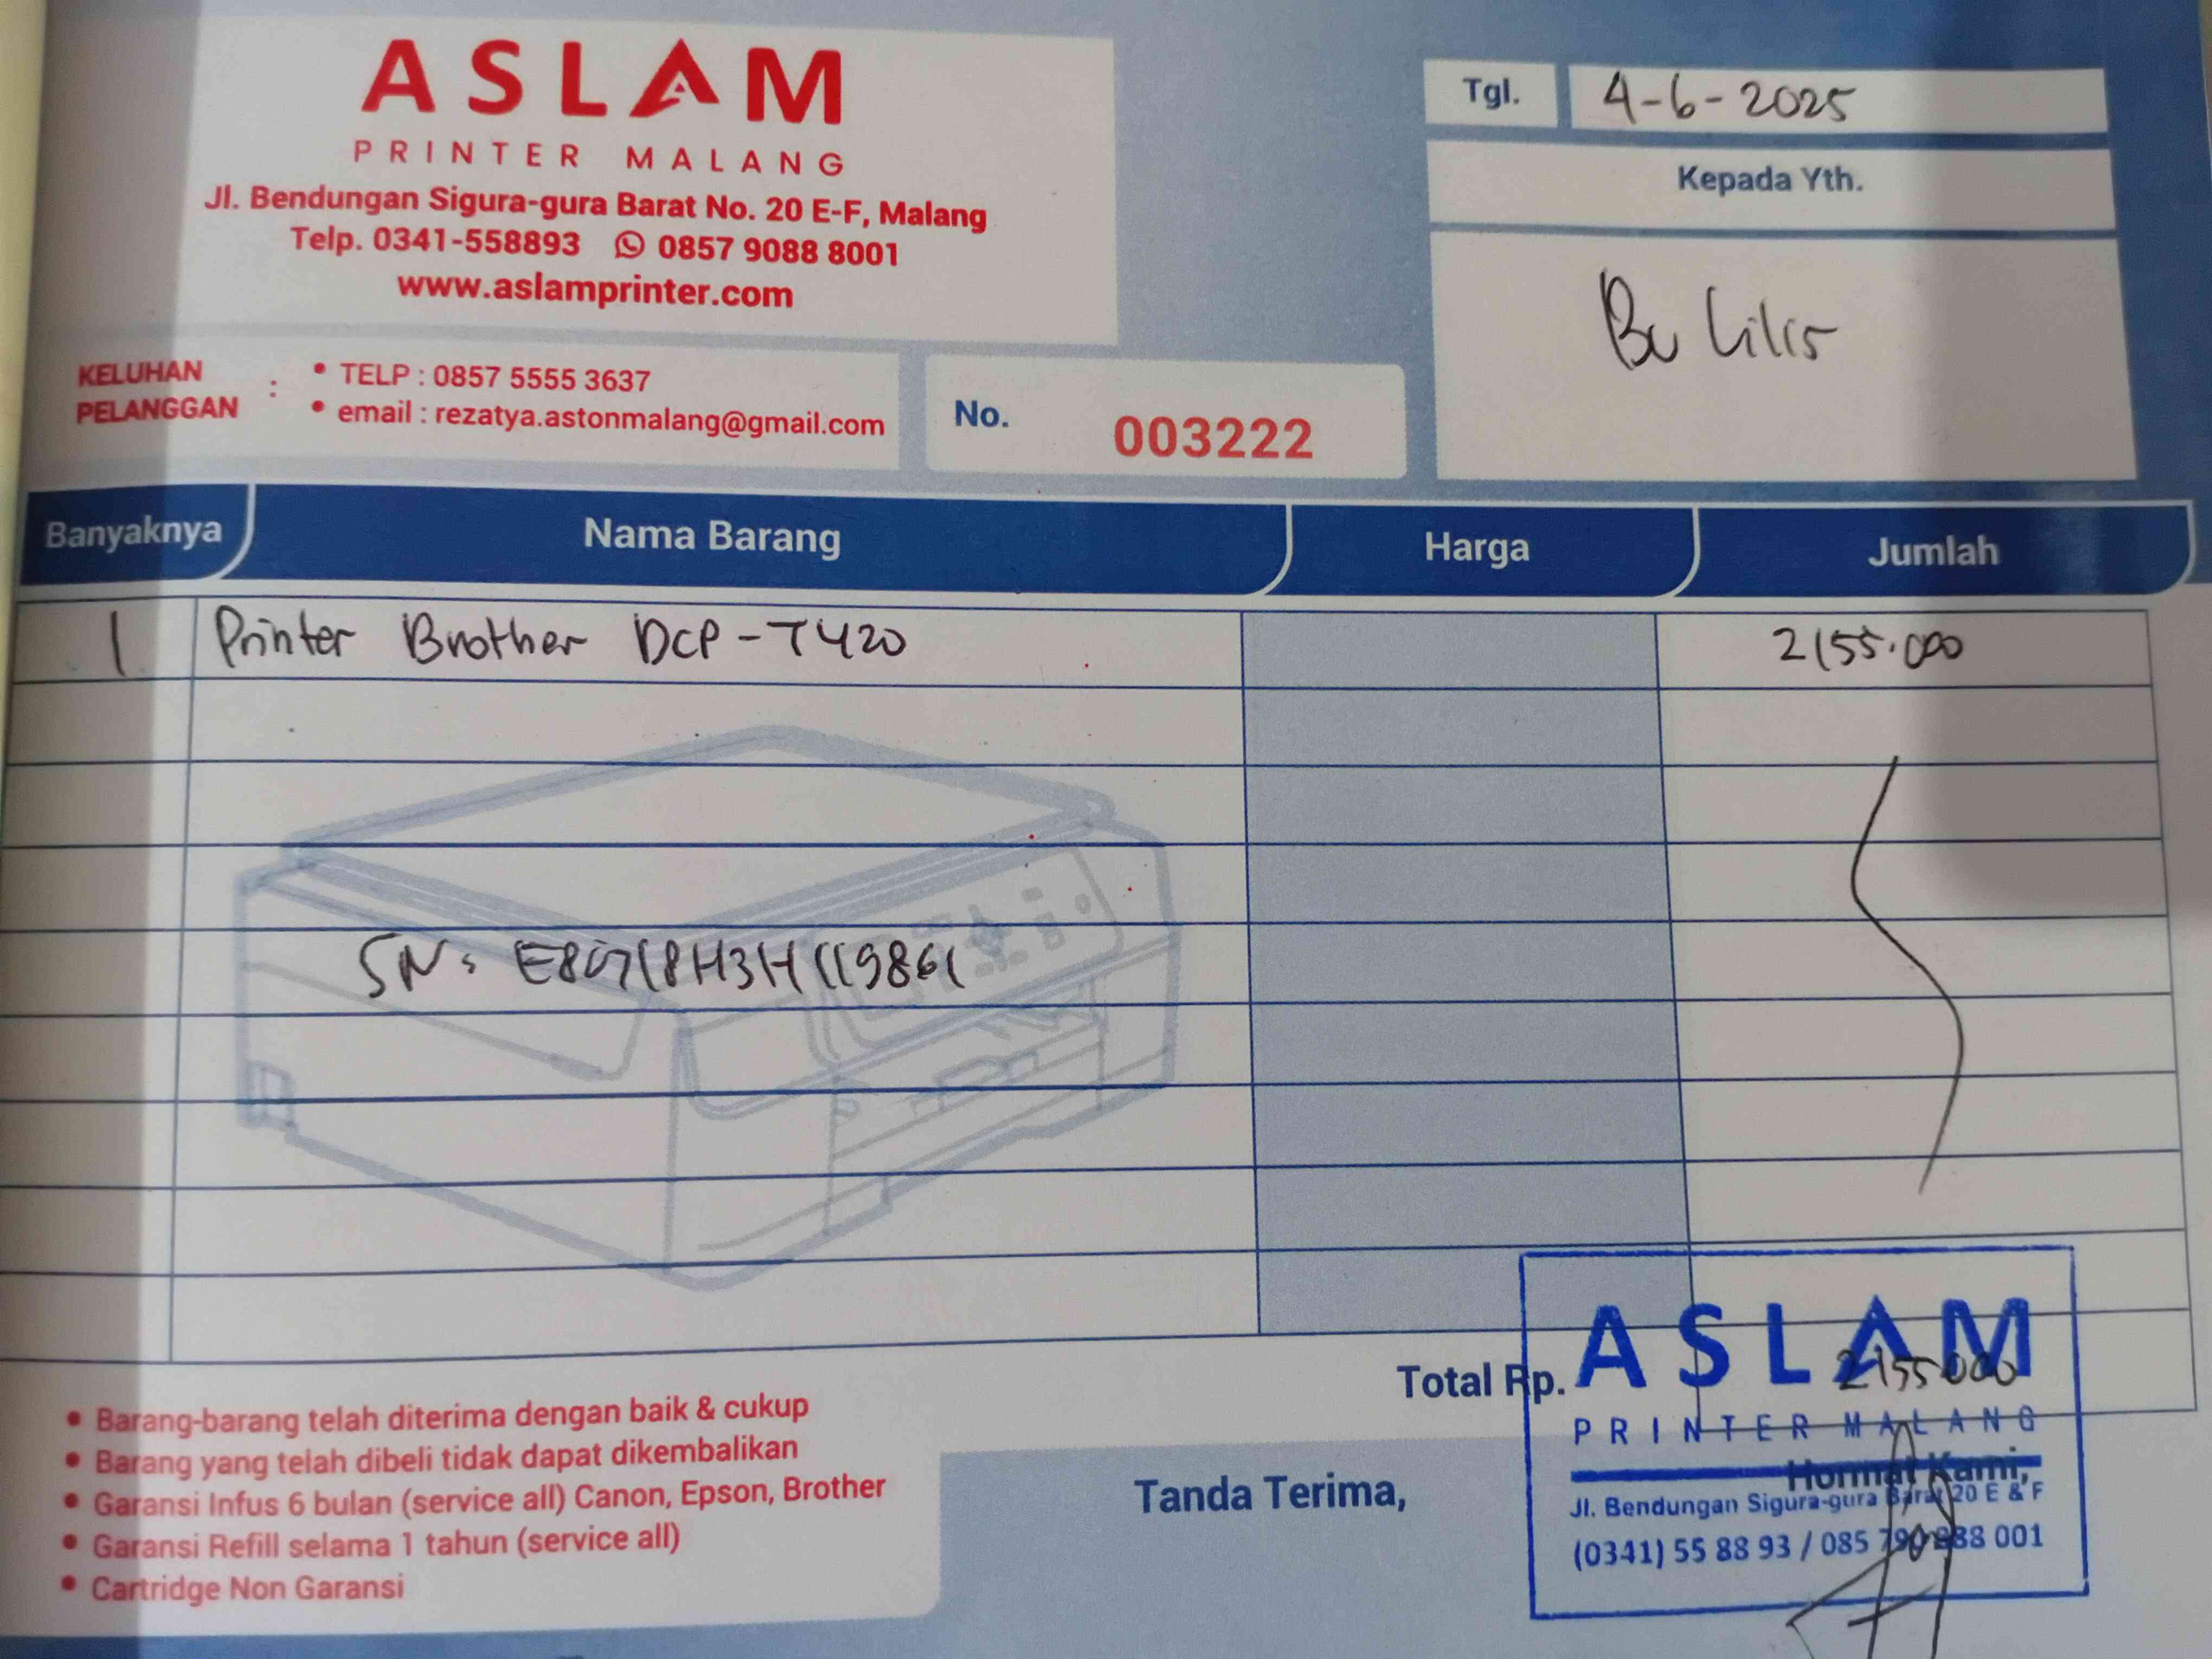 ASLAM
PRINTER MALANG
Jl. Bendungan Sigura-gura Barat No. 20 E-F, Malang
Telp. 0341-558893 0857 9088 8001
www.aslamprinter.com
KELUHAN PELANGGAN :
• TELP : 0857 5555 3637
• email : rezatya.astonmalang@gmail.com
No. 003222
Tgl. 4-6-2025
Kepada Yth.
Bu Lilis
Banyaknya Nama Barang Harga Jumlah
1 Printer Brother DCP-T420 2155.000
SN: E80718H3H119861
Total Rp. 2155000
• Barang-barang telah diterima dengan baik & cukup
• Barang yang telah dibeli tidak dapat dikembalikan
• Garansi Infus 6 bulan (service all) Canon, Epson, Brother
• Garansi Refill selama 1 tahun (service all)
• Cartridge Non Garansi
Tanda Terima,
Hormat Kami,
ASLAM
PRINTER MALANG
Jl. Bendungan Sigura-gura Barat 20 E & F
(0341) 55 88 93 / 085 790 888 001